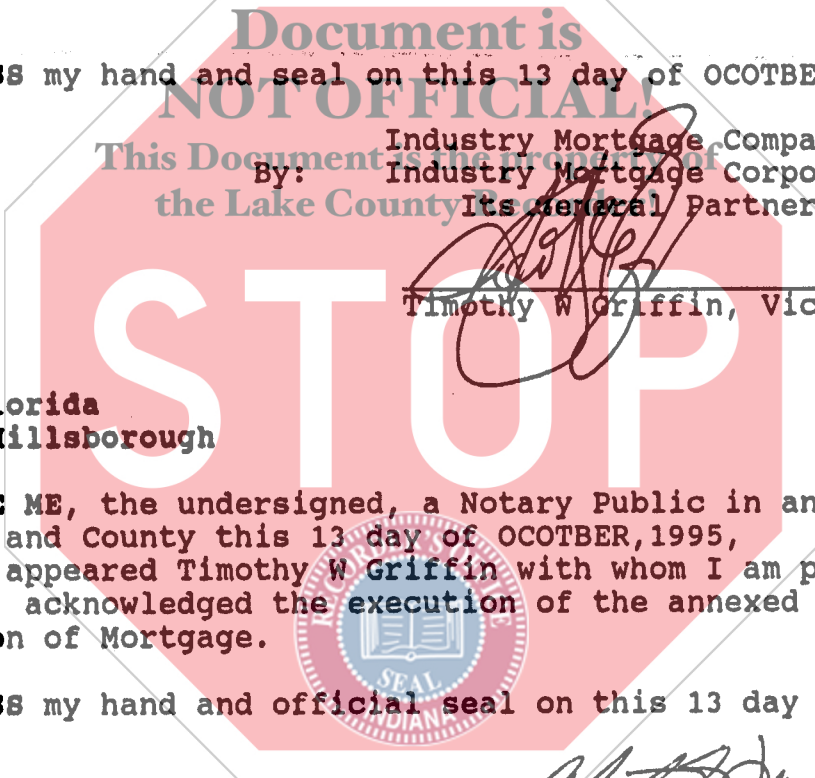 Document is
SS my hand and seal on this 13 day of OCOTBE
NOT OFFICIAL!
Industry Mortgage Compa
This Document is the property of
By: Industry Mortgage Corpo
the Lake County Recorder!
Its General Partner
Timothy W Griffin, Vic
STOP
lorida
Hillsborough
ME, the undersigned, a Notary Public in an
and County this 13 day of OCOTBER,1995,
appeared Timothy W Griffin with whom I am p
acknowledged the execution of the annexed
on of Mortgage.
RECORDER'S OFFICE
SEAL
INDIANA
SS my hand and official seal on this 13 day